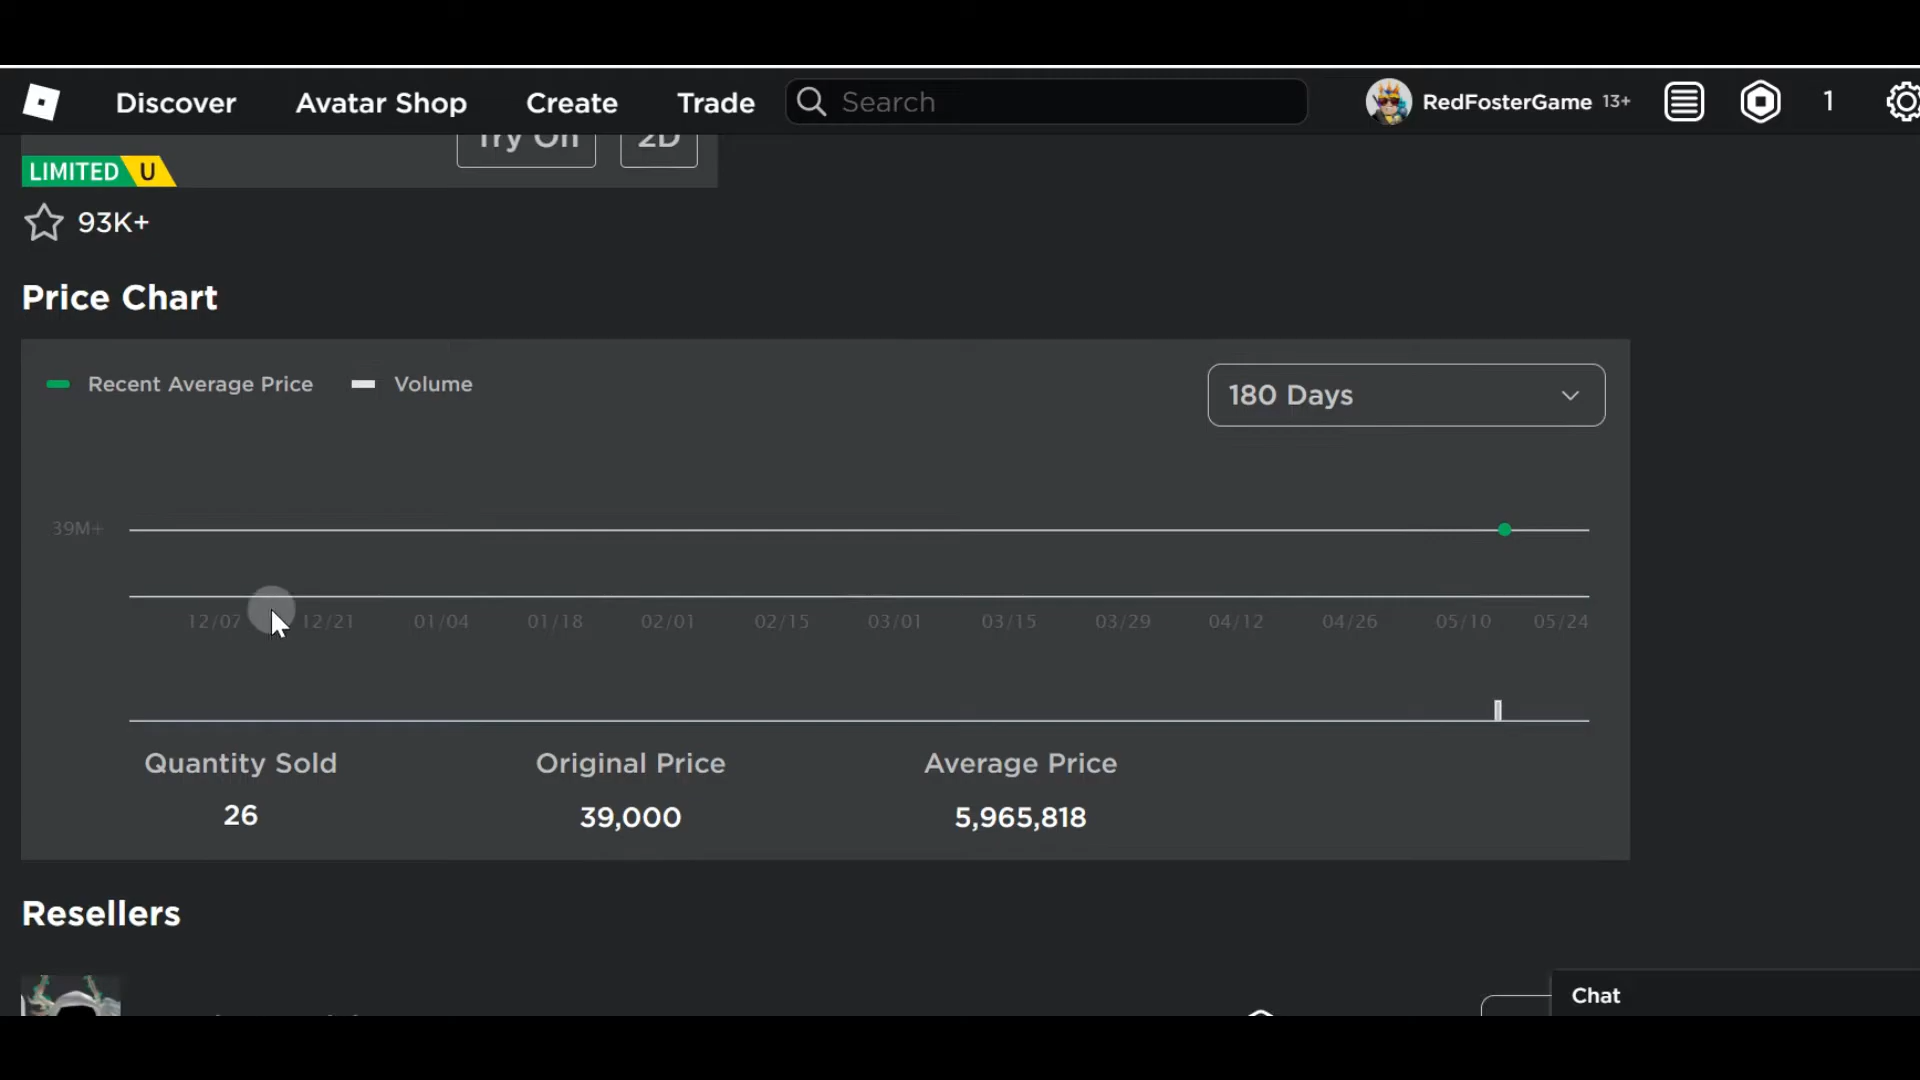 Discover Avatar Shop Create Trade Search RedFosterGame 13+ 1
Try On 2D
LIMITED U
93K+
Price Chart
Recent Average Price Volume 180 Days
39M+
12/07 12/21 01/04 01/18 02/01 02/15 03/01 03/15 03/29 04/12 04/26 05/10 05/24
Quantity Sold Original Price Average Price
26 39,000 5,965,818
Resellers
Chat